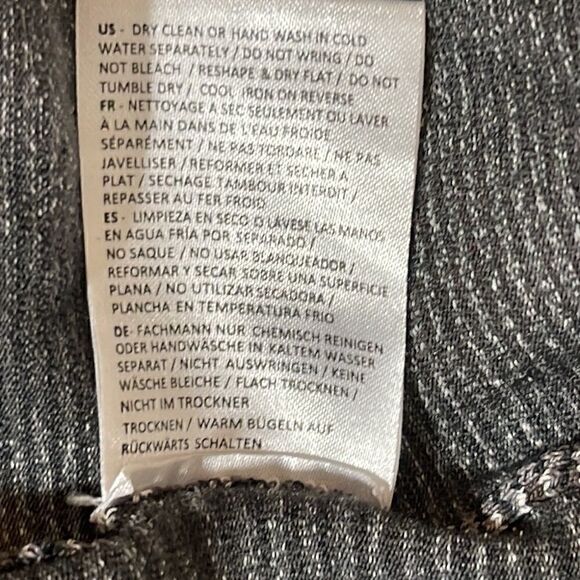 US - DRY CLEAN OR HAND WASH IN COLD
WATER SEPARATELY / DO NOT WRING / DO
NOT BLEACH / RESHAPE & DRY FLAT / DO NOT
TUMBLE DRY / COOL IRON ON REVERSE
FR - NETTOYAGE A SEC SEULEMENT OU LAVER
À LA MAIN DANS DE L'EAU FROIDE
SÉPARÉMENT / NE PAS TORDARE / NE PAS
JAVELLISER / REFORMER ET SECHER A
PLAT / SECHAGE TAMBOUR INTERDIT /
REPASSER AU FER FROID
ES - LIMPIEZA EN SECO O LÁVESE LAS MANOS
EN AGUA FRÍA POR SEPARADO /
NO SAQUE / NO USAR BLANQUEADOR /
REFORMAR Y SECAR SOBRE UNA SUPERFICIE
PLANA / NO UTILIZAR SECADORA /
PLANCHA EN TEMPERATURA FRIO
DE- FACHMANN NUR CHEMISCH REINIGEN
ODER HANDWÄSCHE IN KALTEM WASSER
SEPARAT / NICHT AUSWRINGEN / KEINE
WÄSCHE BLEICHE / FLACH TROCKNEN /
NICHT IM TROCKNER
TROCKNEN / WARM BÜGELN AUF
RÜCKWÄRTS SCHALTEN